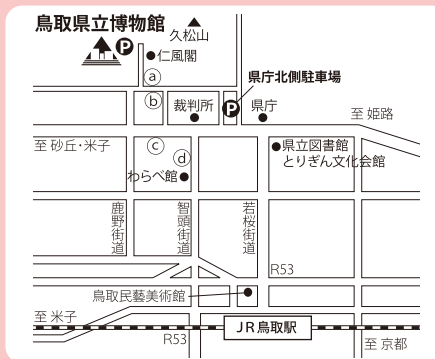 鳥取県立博物館
P
久松山
仁風閣
ⓐ
県庁北側駐車場
ⓑ
裁判所
P
県庁
至 姫路
至 砂丘・米子
ⓒ
ⓓ
県立図書館
とりぎん文化会館
わらべ館
鹿野街道
智頭街道
若桜街道
R53
鳥取民藝美術館
至 米子
JR鳥取駅
R53
至 京都